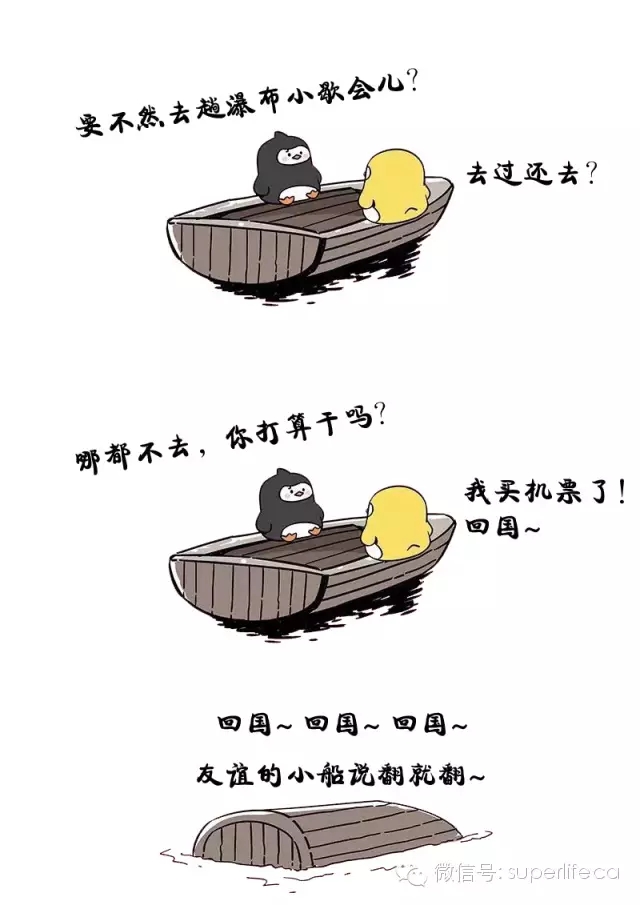 要不然去趟瀑布小歇会儿?
去过还去?
哪都不去，你打算干吗?
我买机票了!
回国~
回国~ 回国~ 回国~
友谊的小船说翻就翻~
微信号: superlifeca